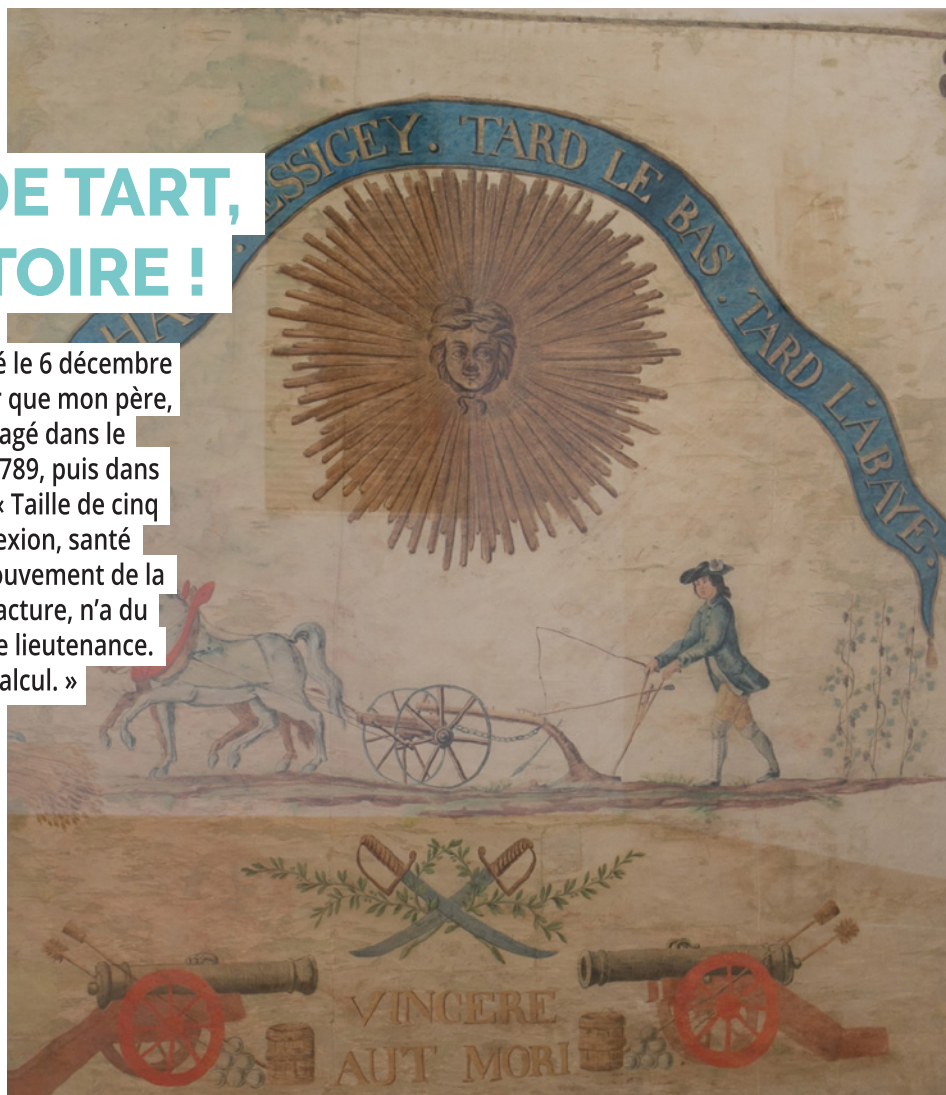 HA . ESSIGEY . TARD LE BAS . TARD L'ABAYE .
DE TART,
TOIRE !
é le 6 décembre
r que mon père,
agé dans le
789, puis dans
« Taille de cinq
exion, santé
ouvement de la
acture, n’a du
e lieutenance.
alcul. »
VINCERE
AUT MORI